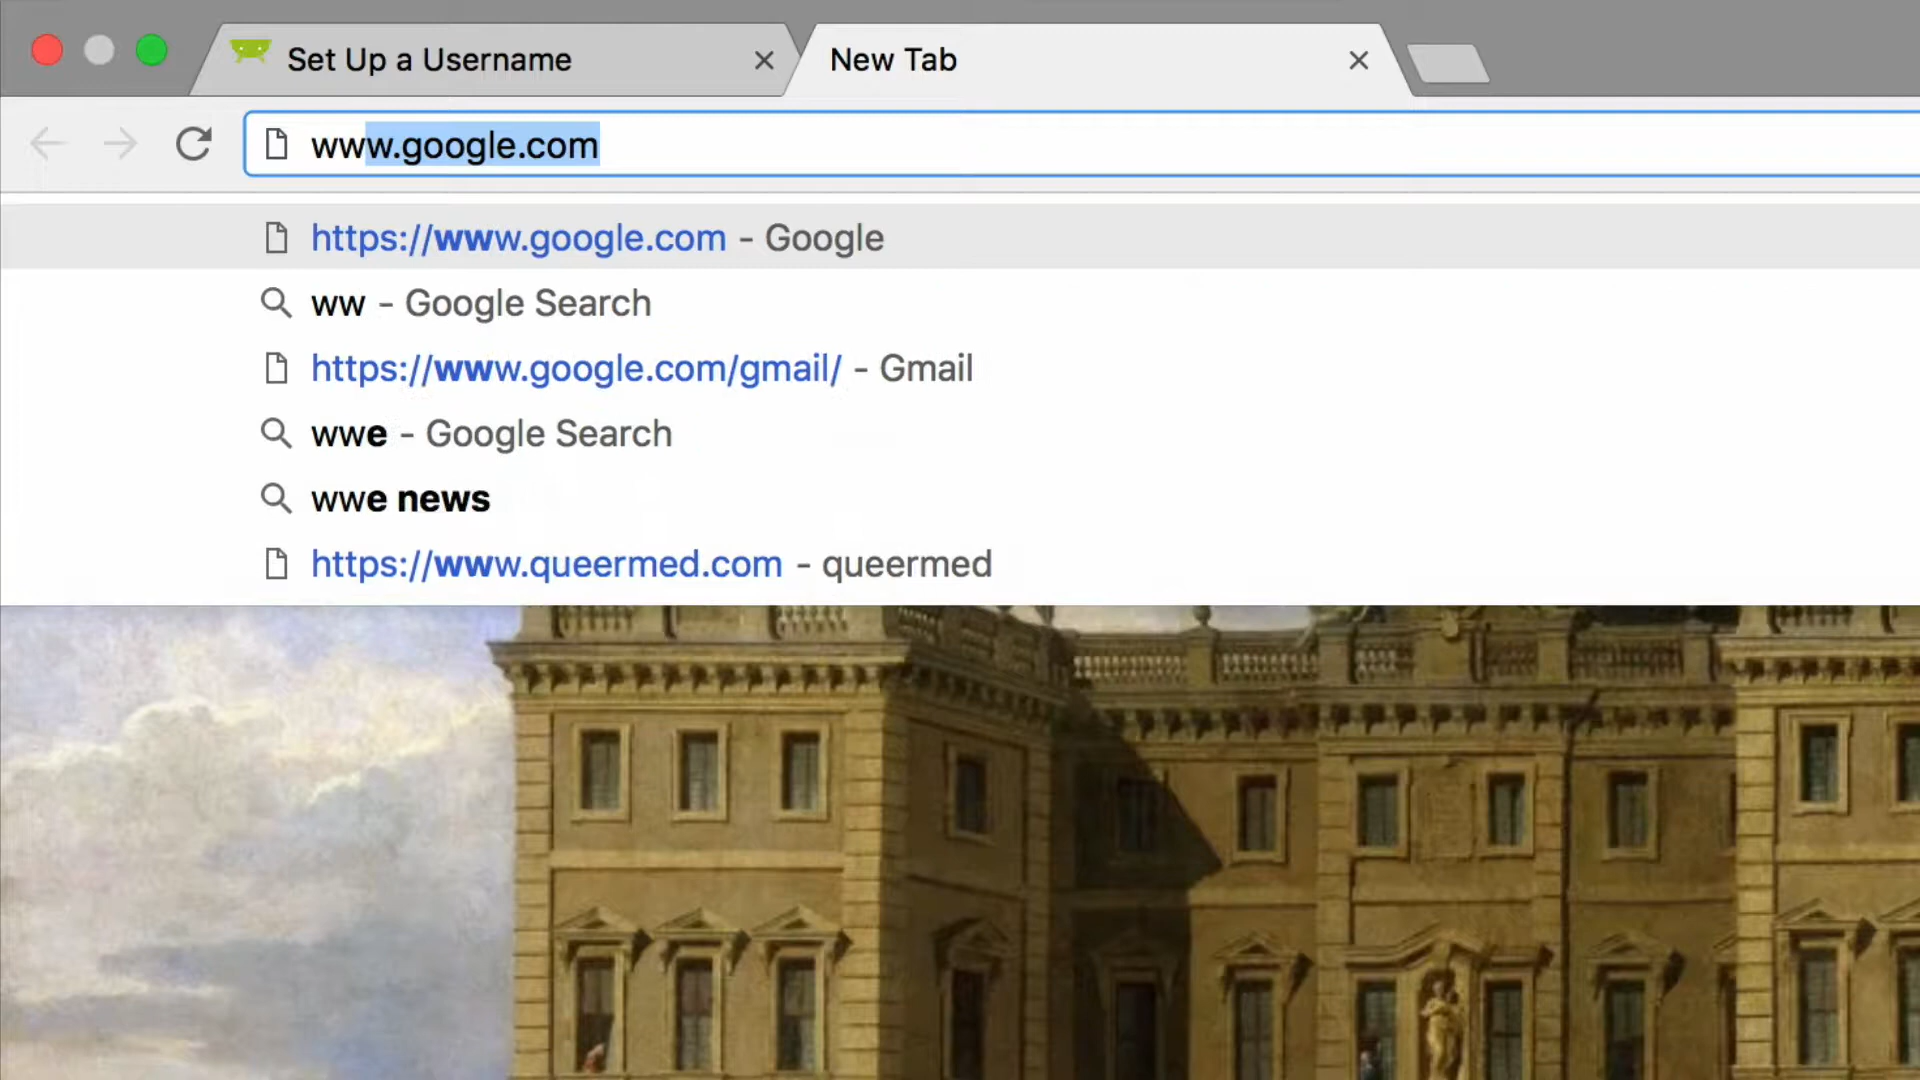 Set Up a Username
New Tab
www.google.com
https://www.google.com - Google
ww - Google Search
https://www.google.com/gmail/ - Gmail
wwe - Google Search
wwe news
https://www.queermed.com - queermed